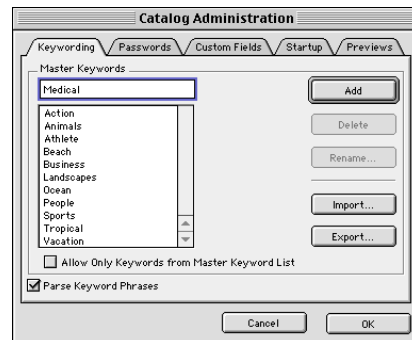 Catalog Administration
Keywording Passwords Custom Fields Startup Previews
Master Keywords
Medical
Add
Action
Animals
Athlete
Beach
Business
Landscapes
Ocean
People
Sports
Tropical
Vacation
Delete
Rename...
Import...
Export...
Allow Only Keywords from Master Keyword List
Parse Keyword Phrases
Cancel OK